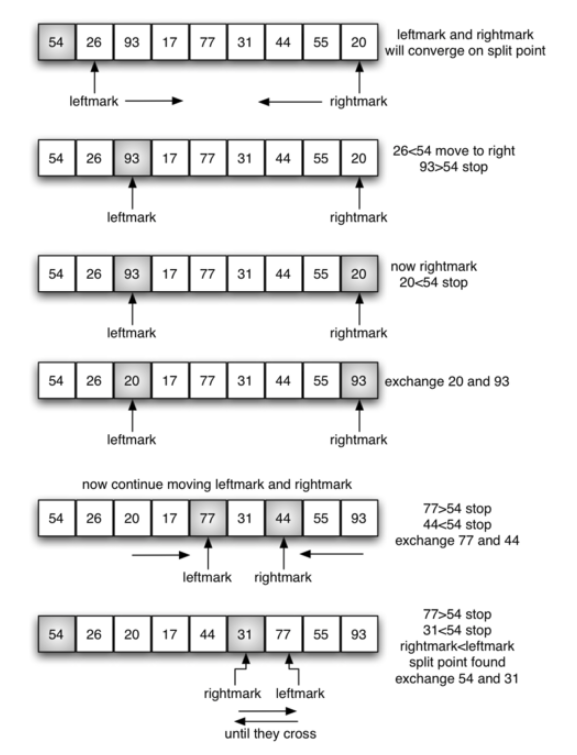 54 26 93 17 77 31 44 55 20
leftmark and rightmark
will converge on split point
leftmark rightmark
54 26 93 17 77 31 44 55 20
26<54 move to right
93>54 stop
leftmark rightmark
54 26 93 17 77 31 44 55 20
now rightmark
20<54 stop
leftmark rightmark
54 26 20 17 77 31 44 55 93
exchange 20 and 93
leftmark rightmark
now continue moving leftmark and rightmark
54 26 20 17 77 31 44 55 93
77>54 stop
44<54 stop
exchange 77 and 44
leftmark rightmark
54 26 20 17 44 31 77 55 93
77>54 stop
31<54 stop
rightmark<leftmark
split point found
exchange 54 and 31
rightmark leftmark
until they cross